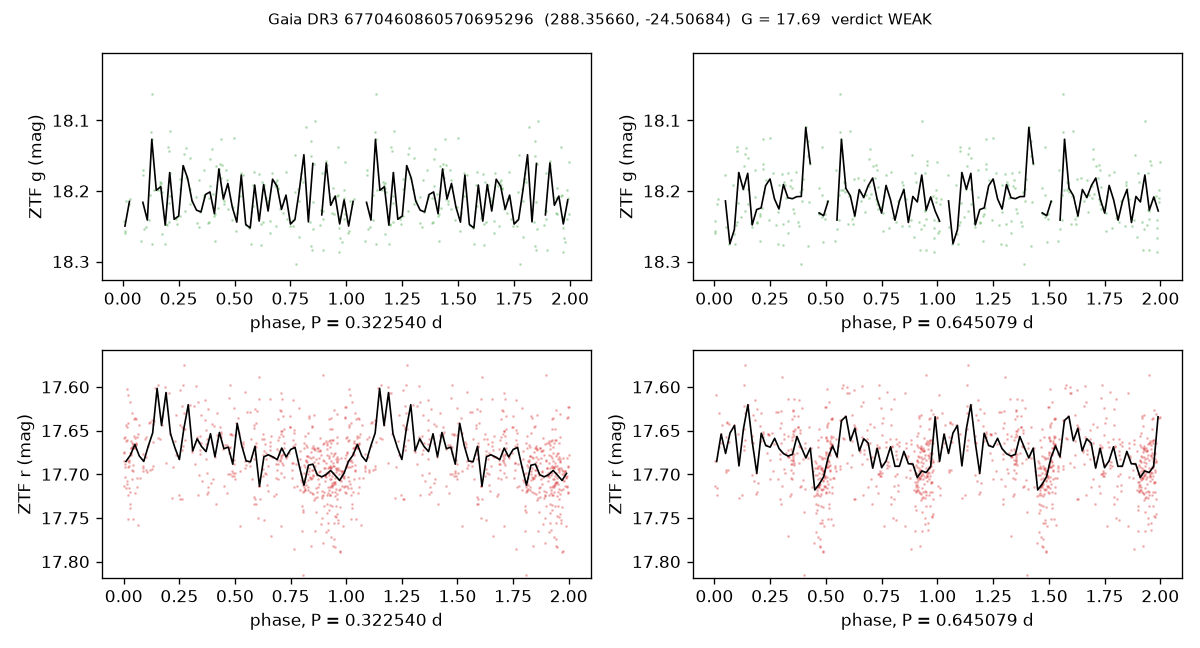 Gaia DR3 6770460860570695296 (288.35660, -24.50684) G = 17.69 verdict WEAK
ZTF g (mag)
18.1
18.2
18.3
0.00 0.25 0.50 0.75 1.00 1.25 1.50 1.75 2.00
phase, P = 0.322540 d
ZTF g (mag)
18.1
18.2
18.3
0.00 0.25 0.50 0.75 1.00 1.25 1.50 1.75 2.00
phase, P = 0.645079 d
ZTF r (mag)
17.60
17.65
17.70
17.75
17.80
0.00 0.25 0.50 0.75 1.00 1.25 1.50 1.75 2.00
phase, P = 0.322540 d
ZTF r (mag)
17.60
17.65
17.70
17.75
17.80
0.00 0.25 0.50 0.75 1.00 1.25 1.50 1.75 2.00
phase, P = 0.645079 d